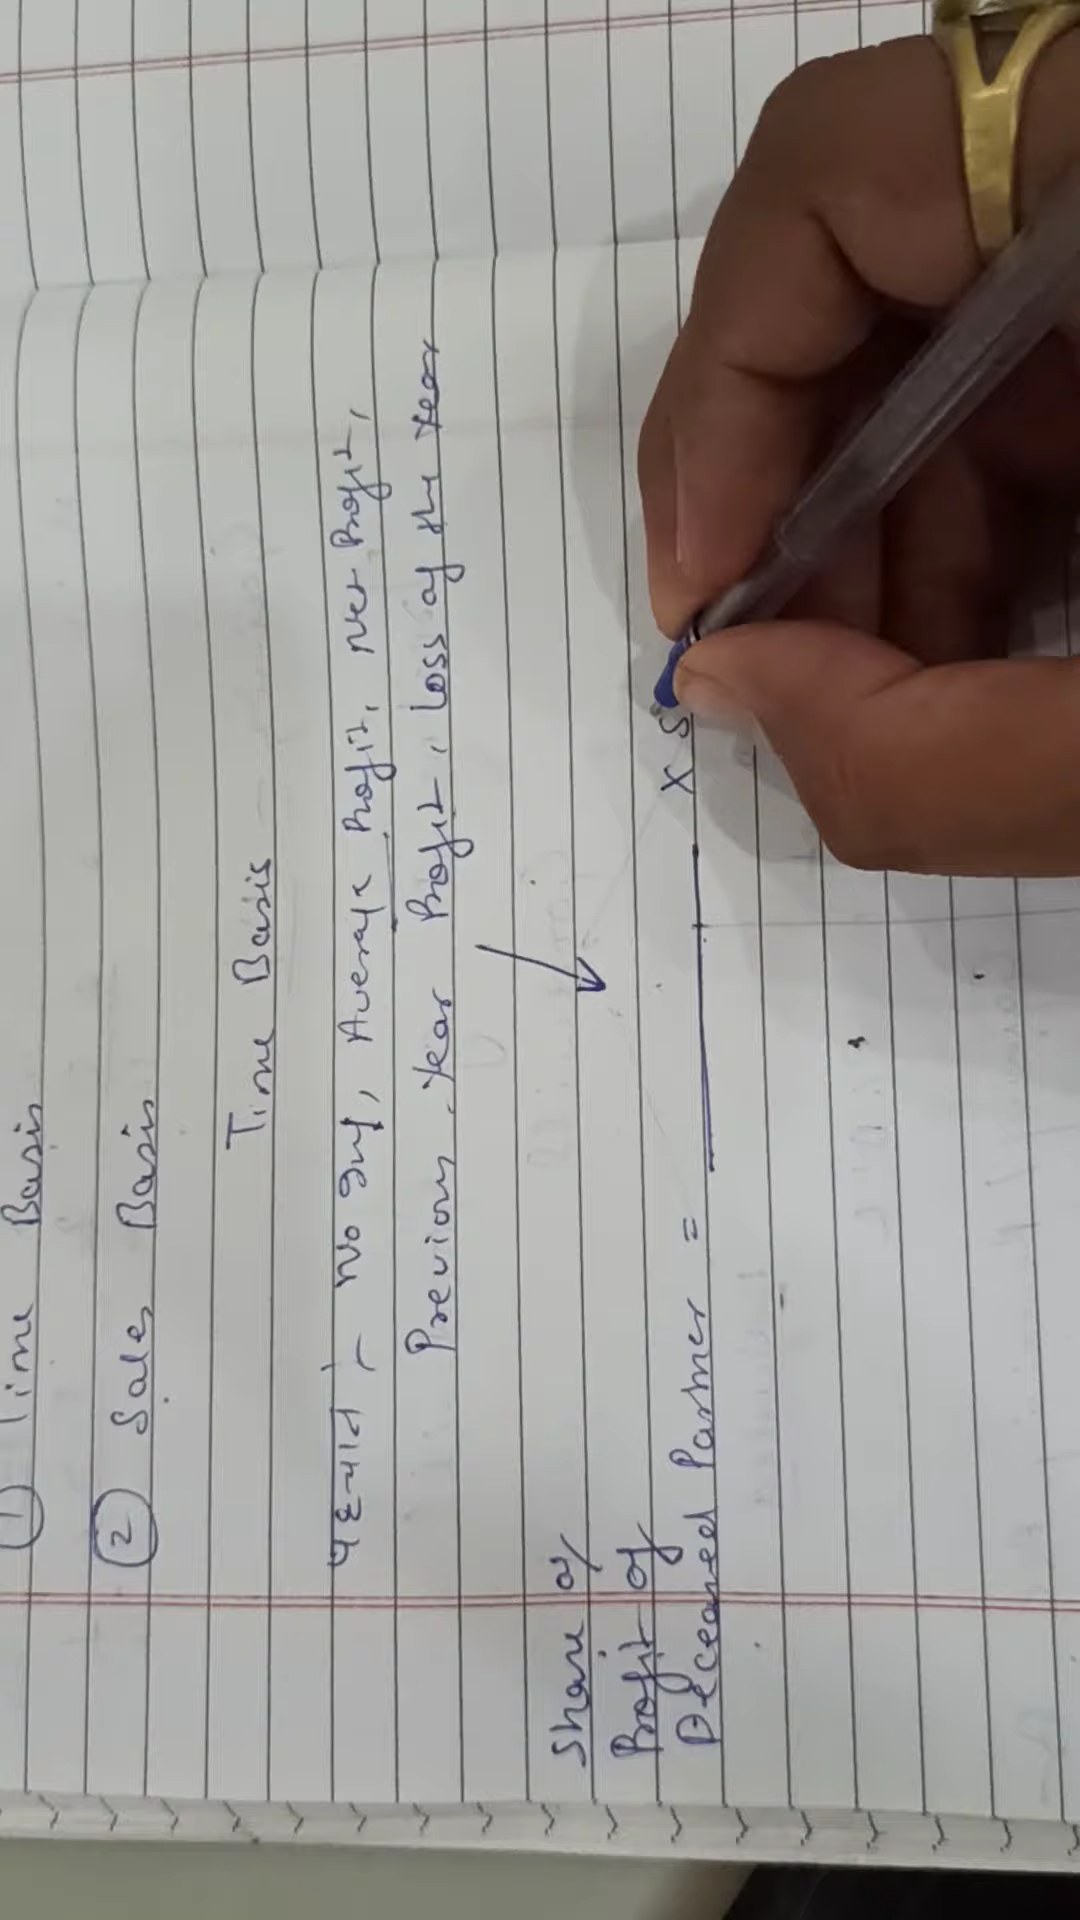 ① Time Basis
② Sales Basis
Time Basis
पहचान :- No
Average Profit, Net Profit,
Previous Year Profit, Loss of the Year
Share of
Profit of
Deceased Partner = ——— X S